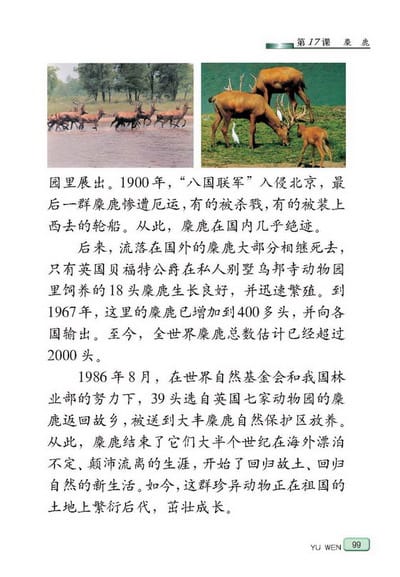 第17课 麋 鹿
园里展出。1900年，“八国联军”入侵北京，最
后一群麋鹿惨遭厄运，有的被杀戮，有的被装上
西去的轮船。从此，麋鹿在国内几乎绝迹。
后来，流落在国外的麋鹿大部分相继死去，
只有英国贝福特公爵在私人别墅乌邦寺动物园
里饲养的18头麋鹿生长良好，并迅速繁殖。到
1967年，这里的麋鹿已增加到400多头，并向各
国输出。至今，全世界麋鹿总数估计已经超过
2000头。
1986年8月，在世界自然基金会和我国林
业部的努力下，39头选自英国七家动物园的麋
鹿返回故乡，被送到大丰麋鹿自然保护区放养。
从此，麋鹿结束了它们大半个世纪在海外漂泊
不定、颠沛流离的生涯，开始了回归故土、回归
自然的新生活。如今，这群珍异动物正在祖国的
土地上繁衍后代，茁壮成长。
YU WEN 99